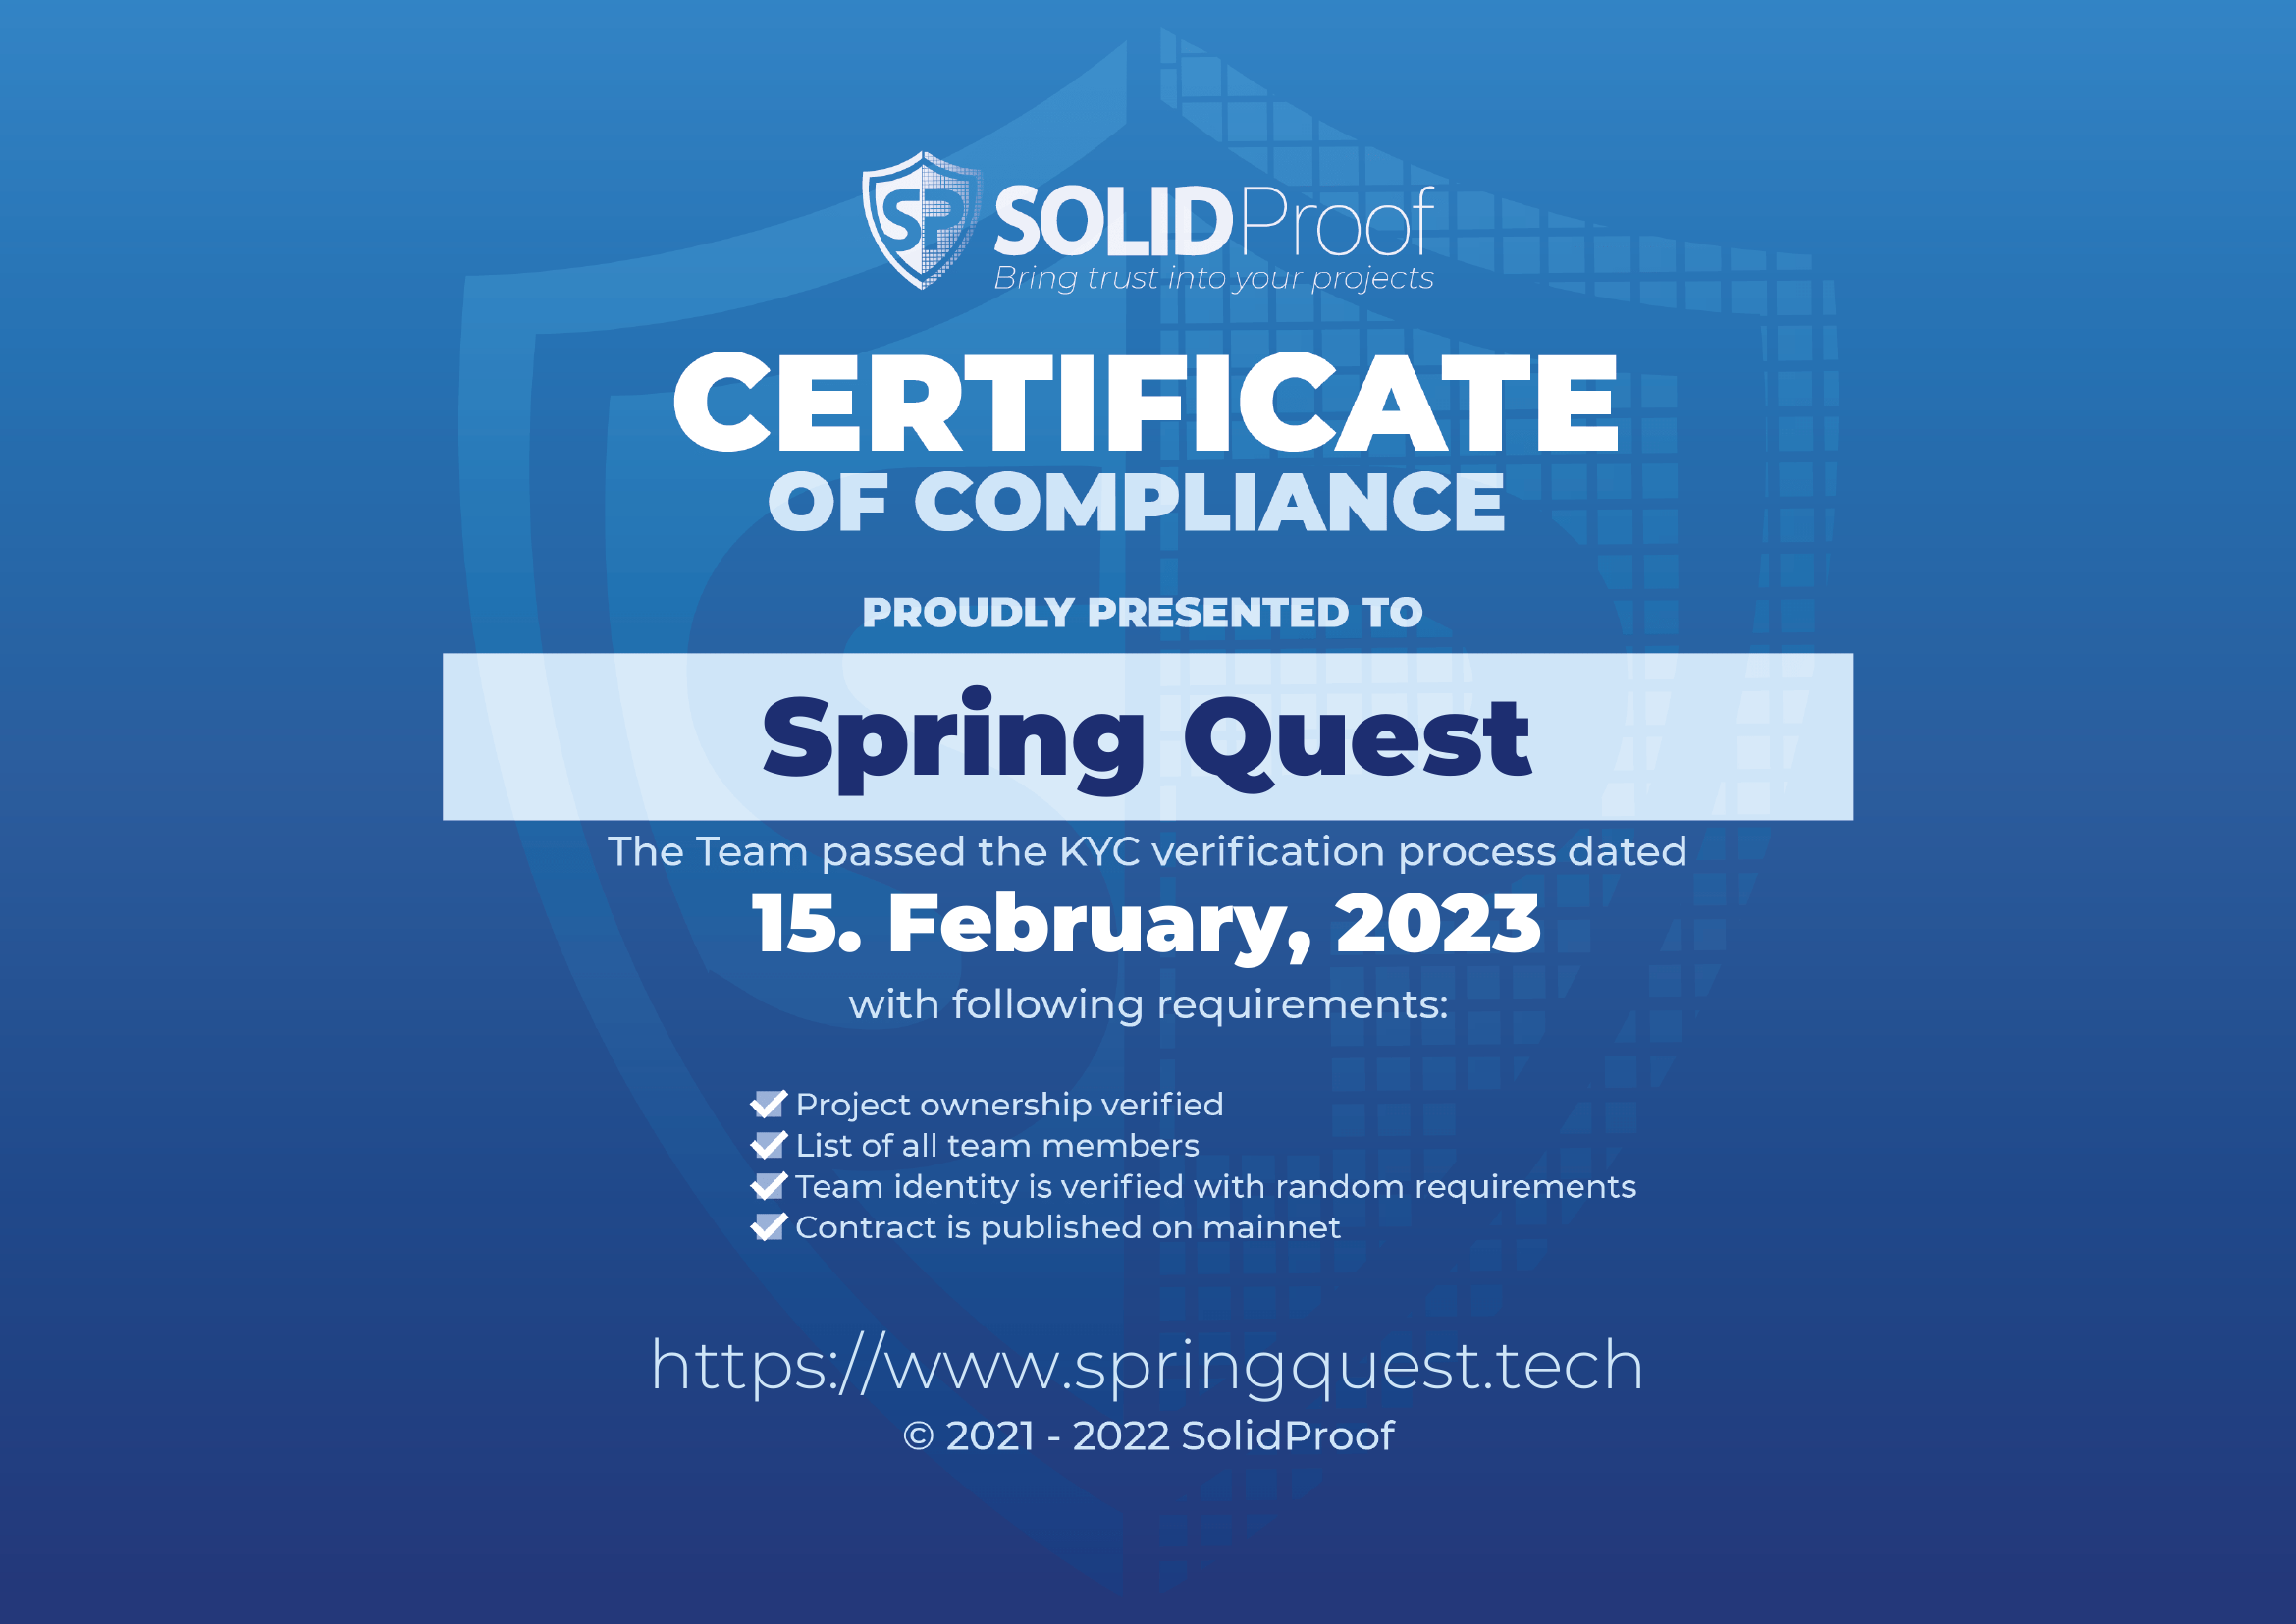 SP SOLIDProof
Bring trust into your projects
CERTIFICATE
OF COMPLIANCE
PROUDLY PRESENTED TO
Spring Quest
The Team passed the KYC verification process dated
15. February, 2023
with following requirements:
Project ownership verified
List of all team members
Team identity is verified with random requirements
Contract is published on mainnet
https://www.springquest.tech
© 2021 - 2022 SolidProof